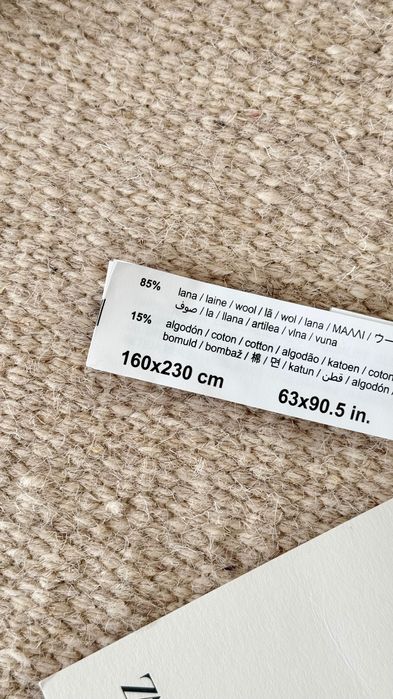 85% lana / laine / wool / lã / wol / lana / ΜΑΛΛΙ / ウー
صوف / la / llana / artilea / vlna / vuna
15% algodón / coton / cotton / algodão / katoen / coton
bomuld / bombaž / 棉 / 면 / katun / قطن / algodón /
160x230 cm 63x90.5 in.